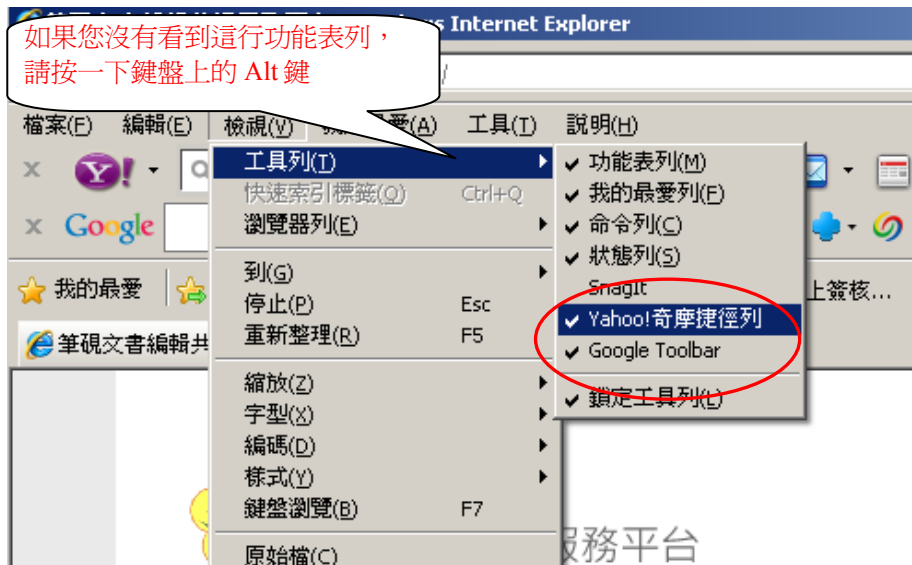 Internet Explorer
如果您沒有看到這行功能表列，
請按一下鍵盤上的 Alt 鍵
檔案(F) 編輯(E) 檢視(V) (A) 工具(T) 說明(H)
Y!
Google
我的最愛
筆硯文書編輯共
工具列(T)
快速索引標籤(Q) Ctrl+Q
瀏覽器列(E)
到(G)
停止(P) Esc
重新整理(R) F5
縮放(Z)
字型(X)
編碼(D)
樣式(Y)
鍵盤瀏覽(B) F7
原始檔(C)
功能表列(M)
我的最愛列(F)
命令列(C)
狀態列(S)
SnagIt
Yahoo!奇摩捷徑列
Google Toolbar
鎖定工具列(L)
上簽核...
服務平台